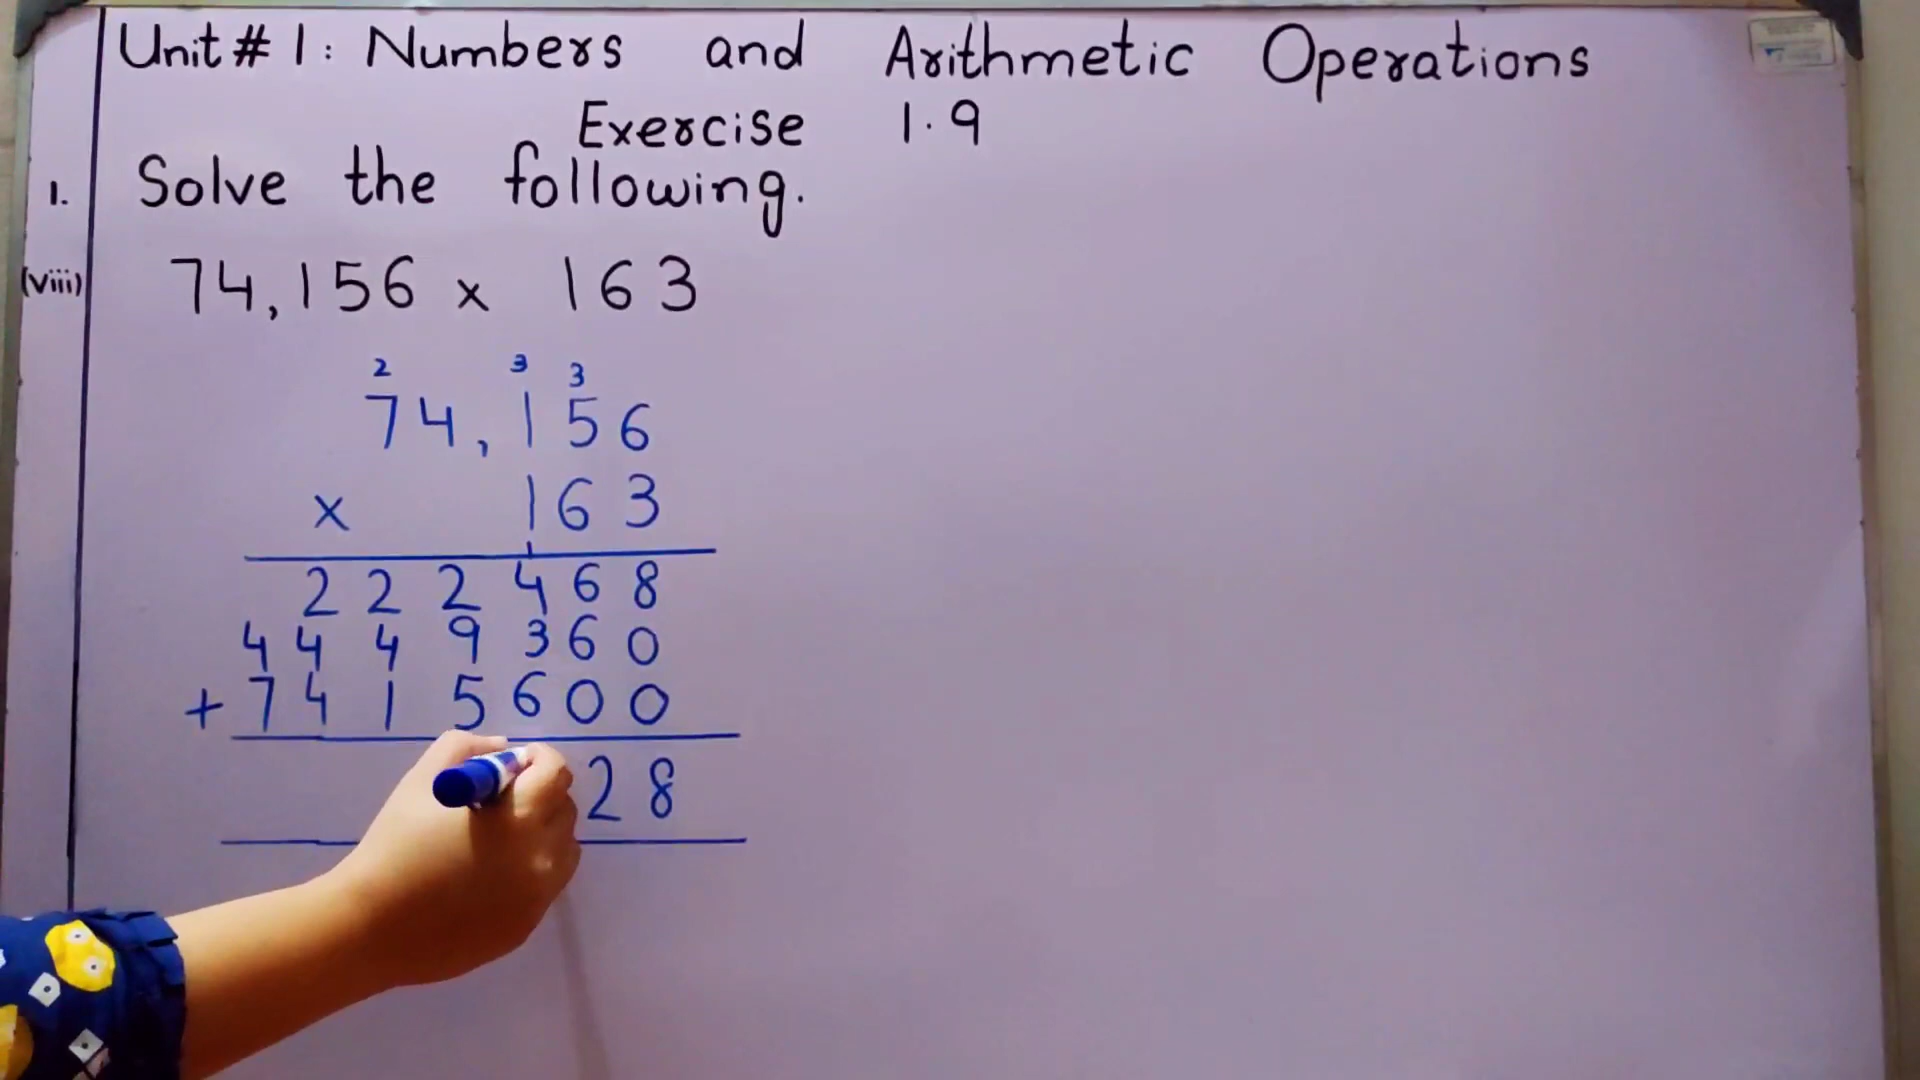 Unit # 1: Numbers and Arithmetic Operations
Exercise 1.9
1. Solve the following.
(viii) 74,156 x 163
2 3 3
74,156
x 163
1
222468
4449360
+ 7415600
28